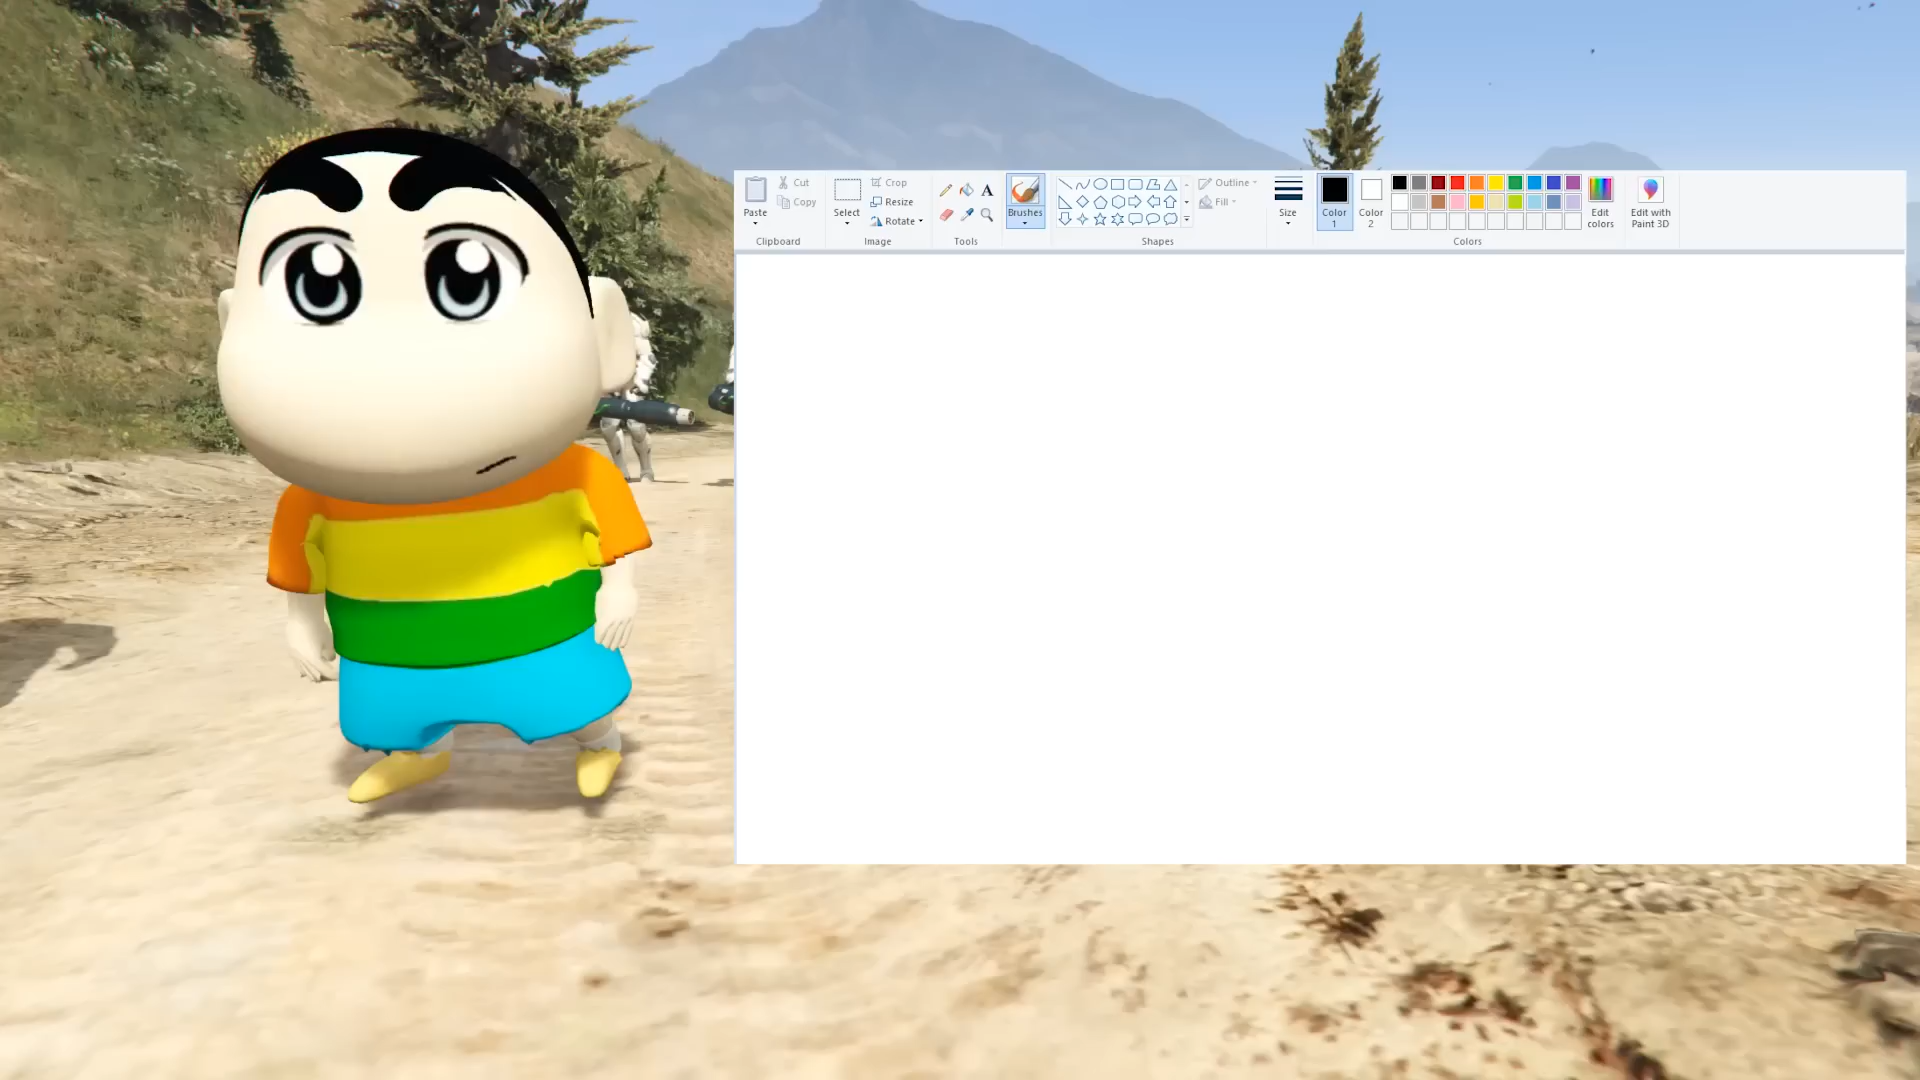 Paste
Cut
Copy
Clipboard
Select
Crop
Resize
Rotate
Image
A
Tools
Brushes
Shapes
Outline
Fill
Size
Color
1
Color
2
Colors
Edit
colors
Edit with
Paint 3D